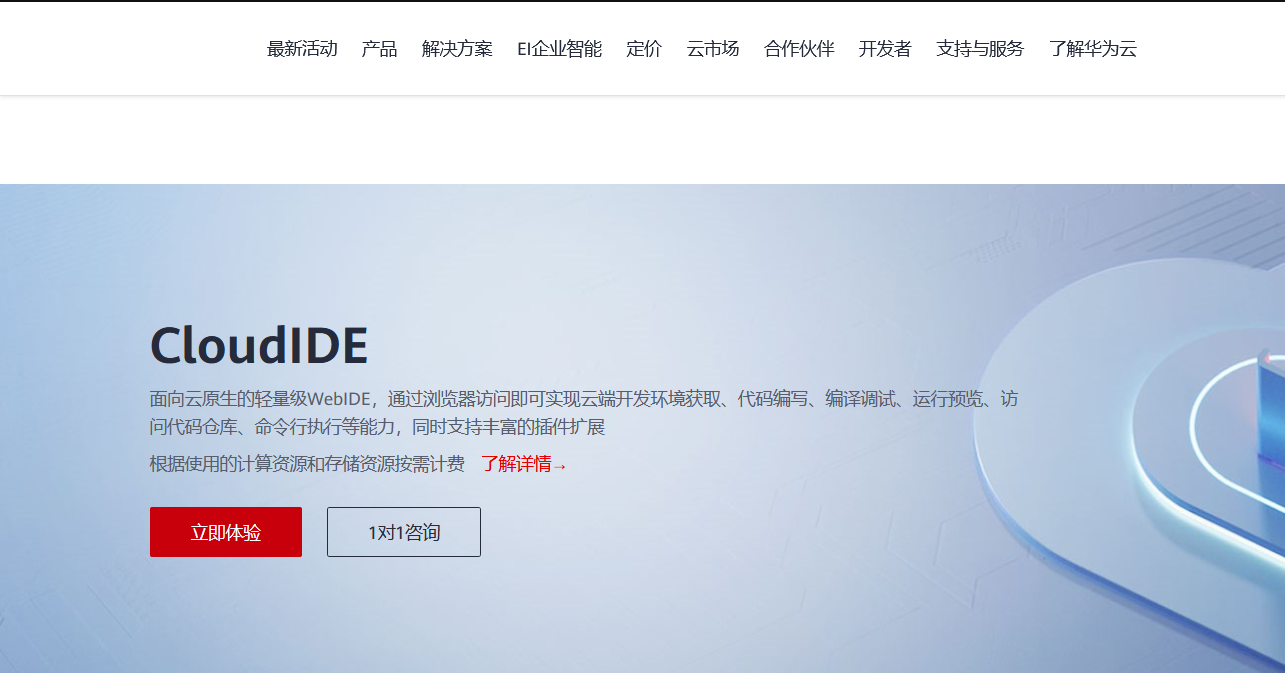 最新活动 产品 解决方案 EI企业智能 定价 云市场 合作伙伴 开发者 支持与服务 了解华为云
CloudIDE
面向云原生的轻量级WebIDE，通过浏览器访问即可实现云端开发环境获取、代码编写、编译调试、运行预览、访
问代码仓库、命令行执行等能力，同时支持丰富的插件扩展
根据使用的计算资源和存储资源按需计费 了解详情→
立即体验 1对1咨询